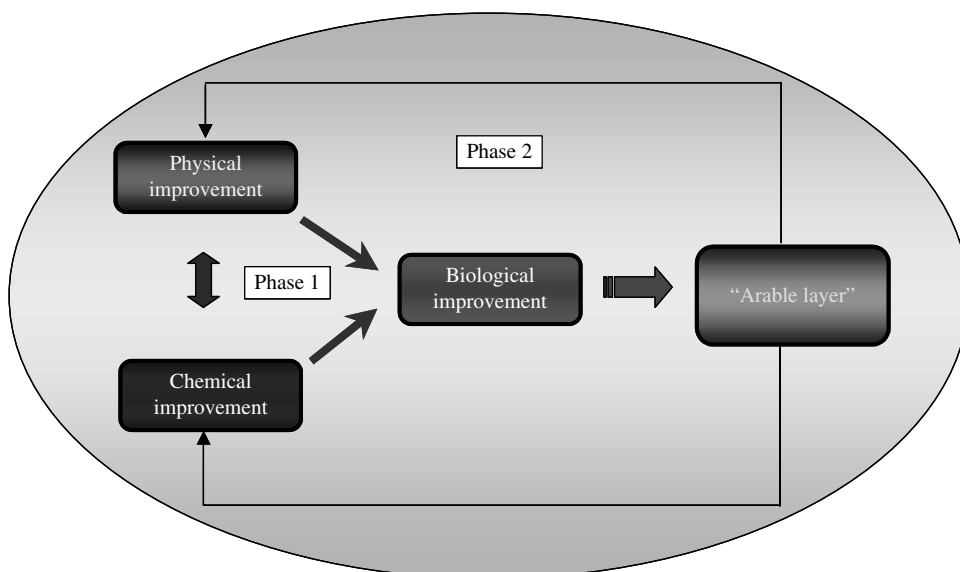 Phase 2
Physical
improvement
Phase 1
Biological
improvement
“Arable layer”
Chemical
improvement